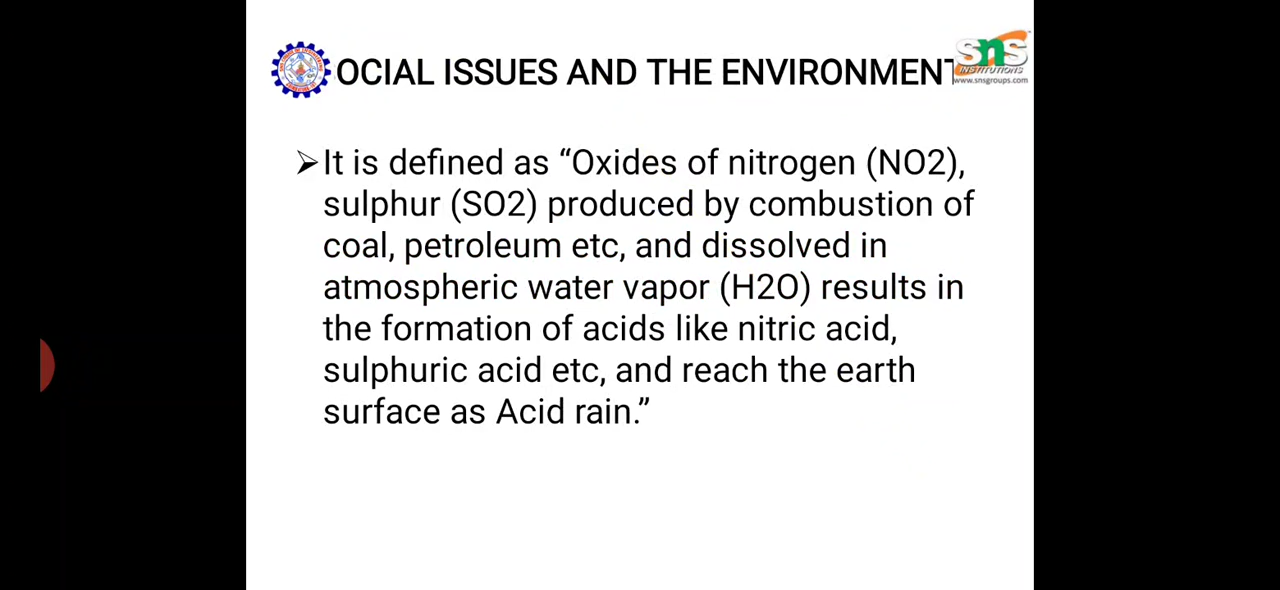 OCIAL ISSUES AND THE ENVIRONMENT
sns
INSTITUTIONS
www.snsgroups.com
➢It is defined as “Oxides of nitrogen (NO2),
sulphur (SO2) produced by combustion of
coal, petroleum etc, and dissolved in
atmospheric water vapor (H2O) results in
the formation of acids like nitric acid,
sulphuric acid etc, and reach the earth
surface as Acid rain.”